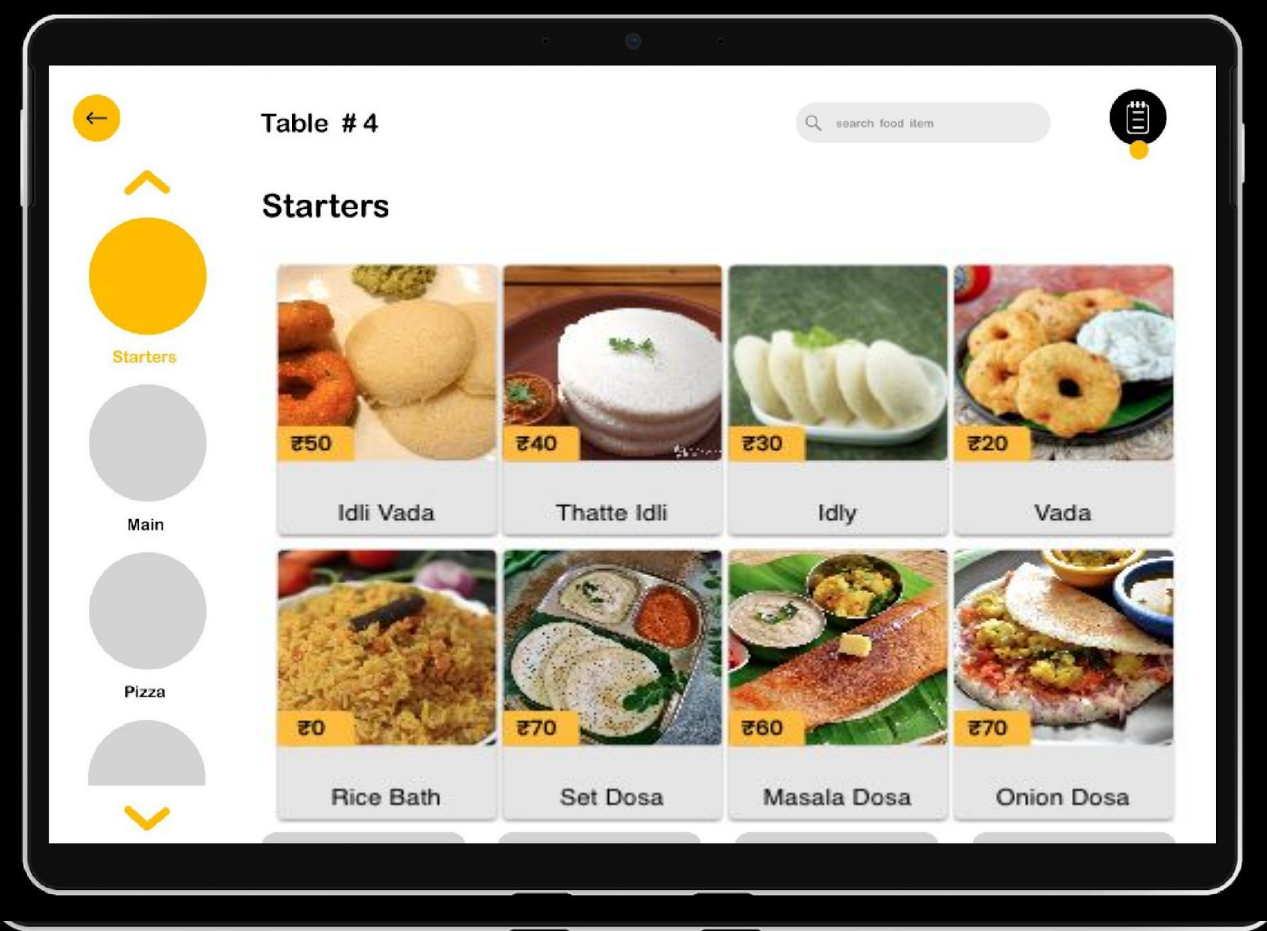 Table # 4
search food item
Starters
Starters
Main
Pizza
₹50
₹40
₹30
₹20
Idli Vada
Thatte Idli
Idly
Vada
₹0
₹70
₹60
₹70
Rice Bath
Set Dosa
Masala Dosa
Onion Dosa